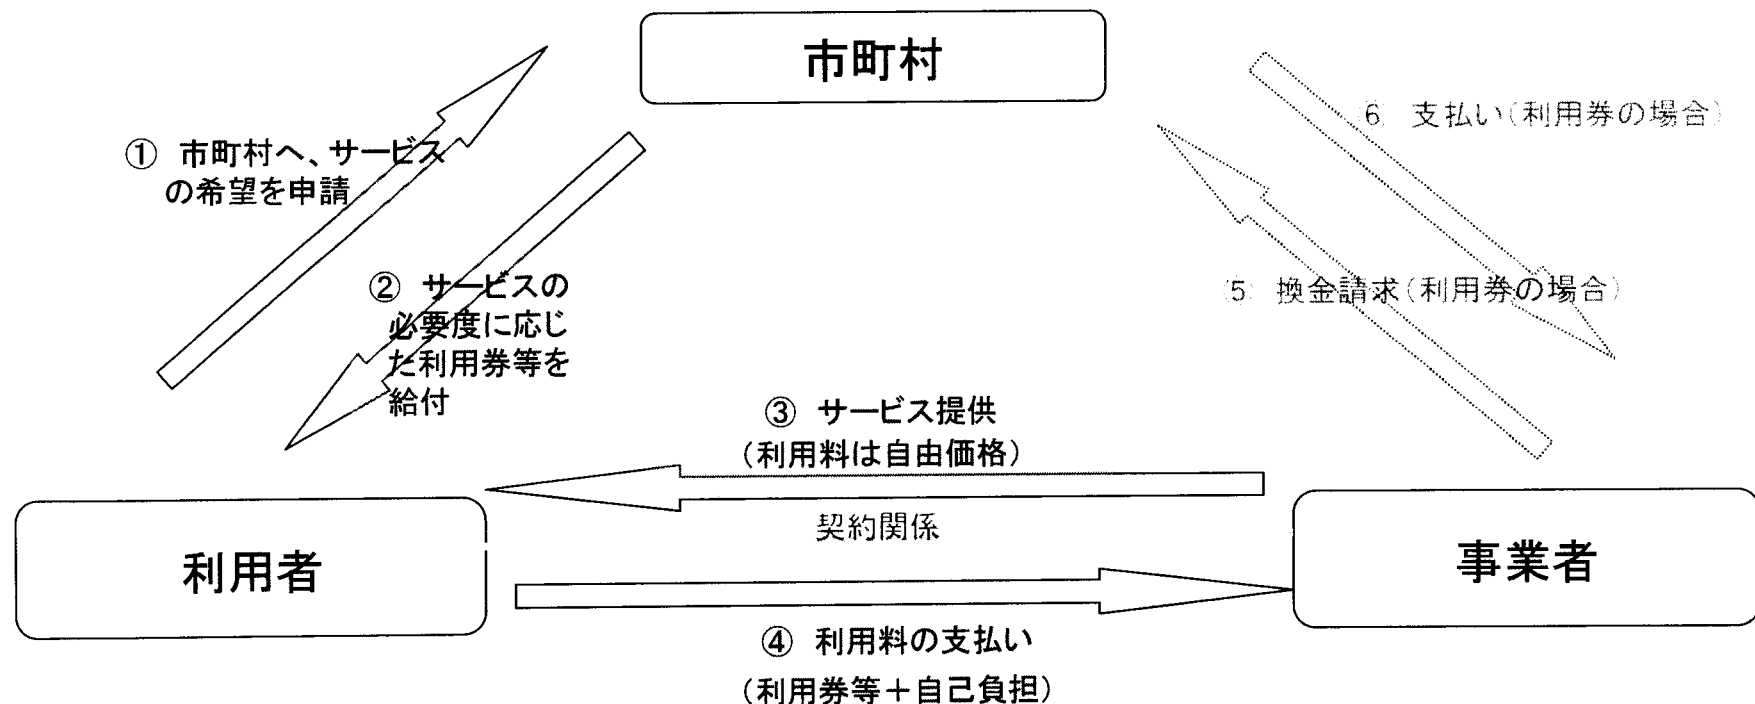 市町村
⑥ 支払い(利用券の場合)
① 市町村へ、サービス
の希望を申請
② サービスの
必要度に応じ
た利用券等を
給付
⑤ 換金請求(利用券の場合)
③ サービス提供
(利用料は自由価格)
契約関係
利用者
事業者
④ 利用料の支払い
(利用券等+自己負担)